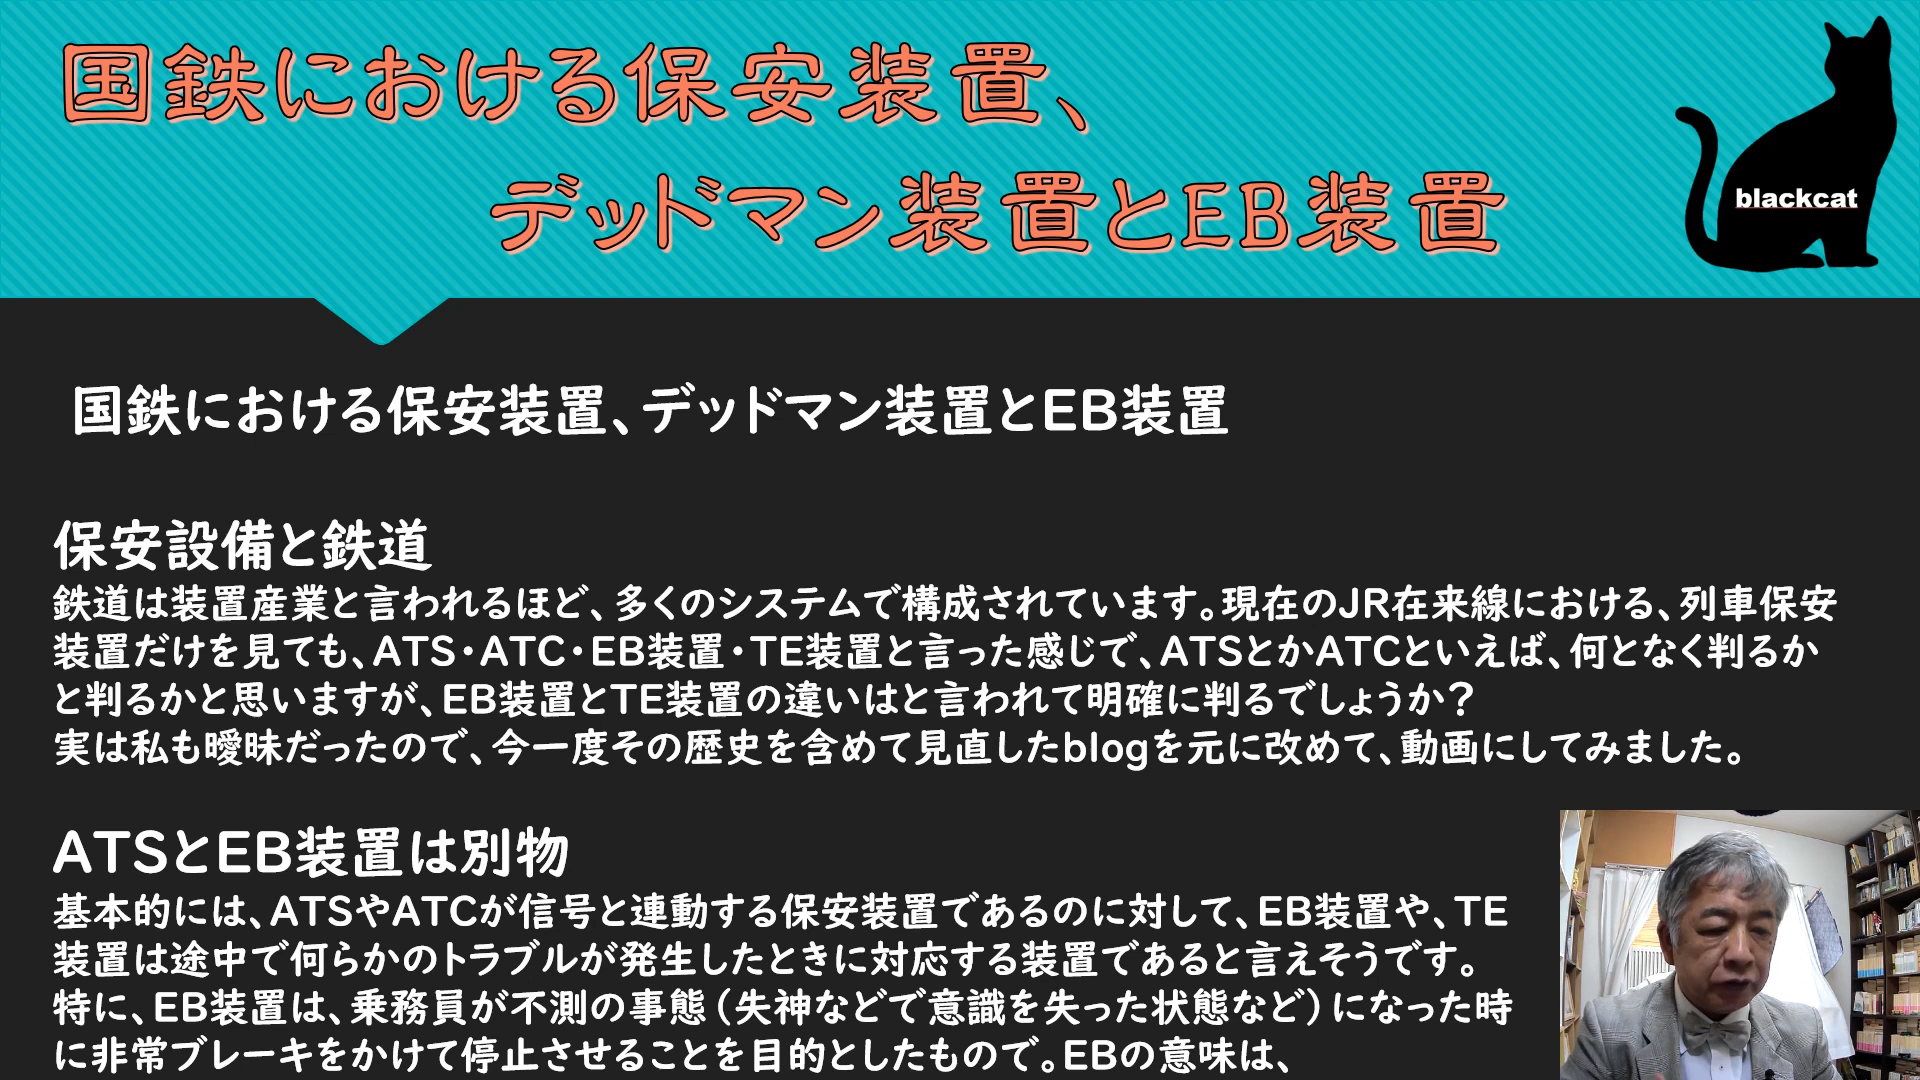 国鉄における保安装置、
デッドマン装置とEB装置
blackcat
国鉄における保安装置、デッドマン装置とEB装置
保安設備と鉄道
鉄道は装置産業と言われるほど、多くのシステムで構成されています。現在のJR在来線における、列車保安
装置だけを見ても、ATS・ATC・EB装置・TE装置と言った感じで、ATSとかATCといえば、何となく判るか
と判るかと思いますが、EB装置とTE装置の違いはと言われて明確に判るでしょうか？
実は私も曖昧だったので、今一度その歴史を含めて見直したblogを元に改めて、動画にしてみました。
ATSとEB装置は別物
基本的には、ATSやATCが信号と連動する保安装置であるのに対して、EB装置や、TE
装置は途中で何らかのトラブルが発生したときに対応する装置であると言えそうです。
特に、EB装置は、乗務員が不測の事態（失神などで意識を失った状態など）になった時
に非常ブレーキをかけて停止させることを目的としたもので。EBの意味は、